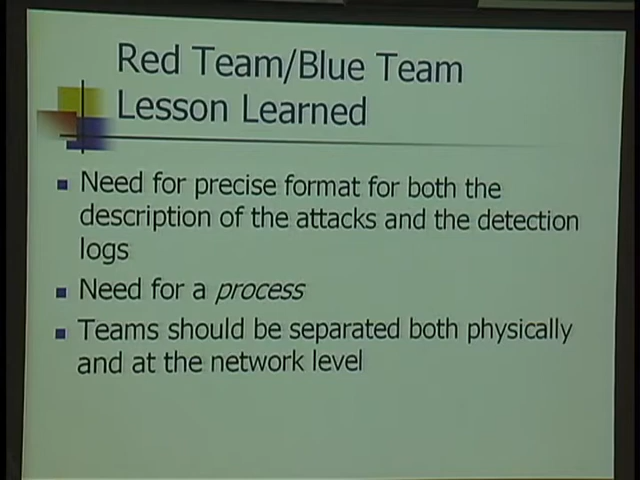 Red Team/Blue Team
Lesson Learned
Need for precise format for both the
description of the attacks and the detection
logs
Need for a process
Teams should be separated both physically
and at the network level